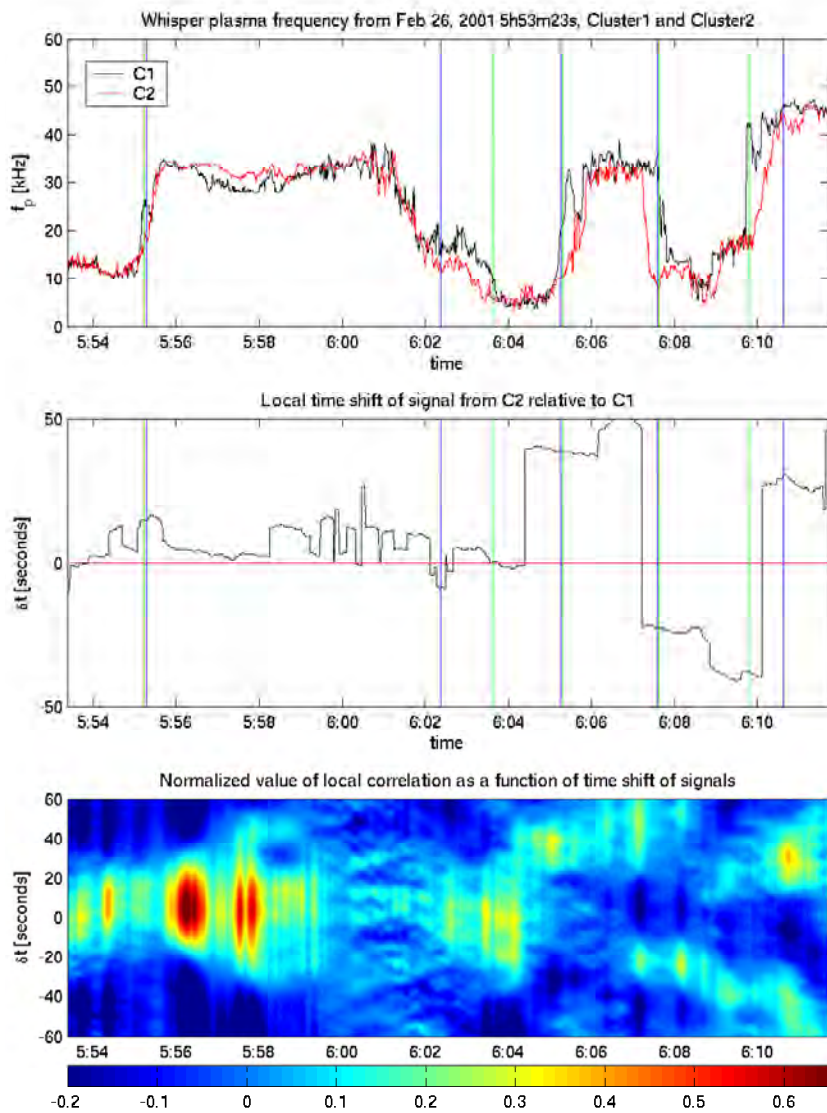 Whisper plasma frequency from Feb 26, 2001 5h53m23s, Cluster1 and Cluster2
60
50
40
30
20
10
0
f_p [kHz]
C1
C2
5:54 5:56 5:58 6:00 6:02 6:04 6:06 6:08 6:10
time
Local time shift of signal from C2 relative to C1
50
0
-50
δt [seconds]
5:54 5:56 5:58 6:00 6:02 6:04 6:06 6:08 6:10
time
Normalized value of local correlation as a function of time shift of signals
60
40
20
0
-20
-40
-60
δt [seconds]
5:54 5:56 5:58 6:00 6:02 6:04 6:06 6:08 6:10
-0.2 -0.1 0 0.1 0.2 0.3 0.4 0.5 0.6